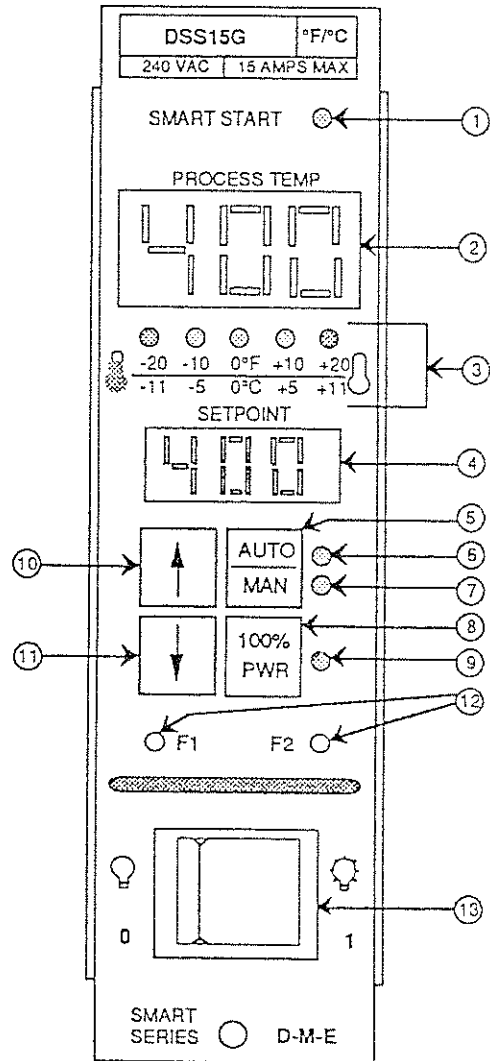 DSS15G °F/°C
240 VAC 15 AMPS MAX
SMART START 1
PROCESS TEMP
400 2
-20 -10 0°F +10 +20
-11 -5 0°C +5 +11 3
SETPOINT
400 4
5
AUTO 6
10
MAN 7
8
100%
11 PWR 9
12
F1 F2
13
0 1
SMART
SERIES D-M-E